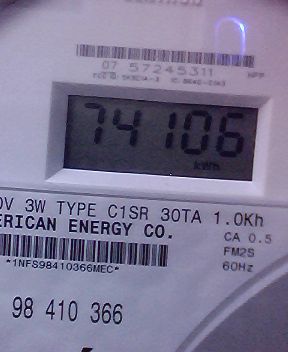 07 57245311
HPP
74106
kWh
0V 3W TYPE C1SR 30TA 1.0Kh
ERICAN ENERGY CO.
CA 0.5
FM2S
60Hz
*1NFS98410366MEC*
98 410 366